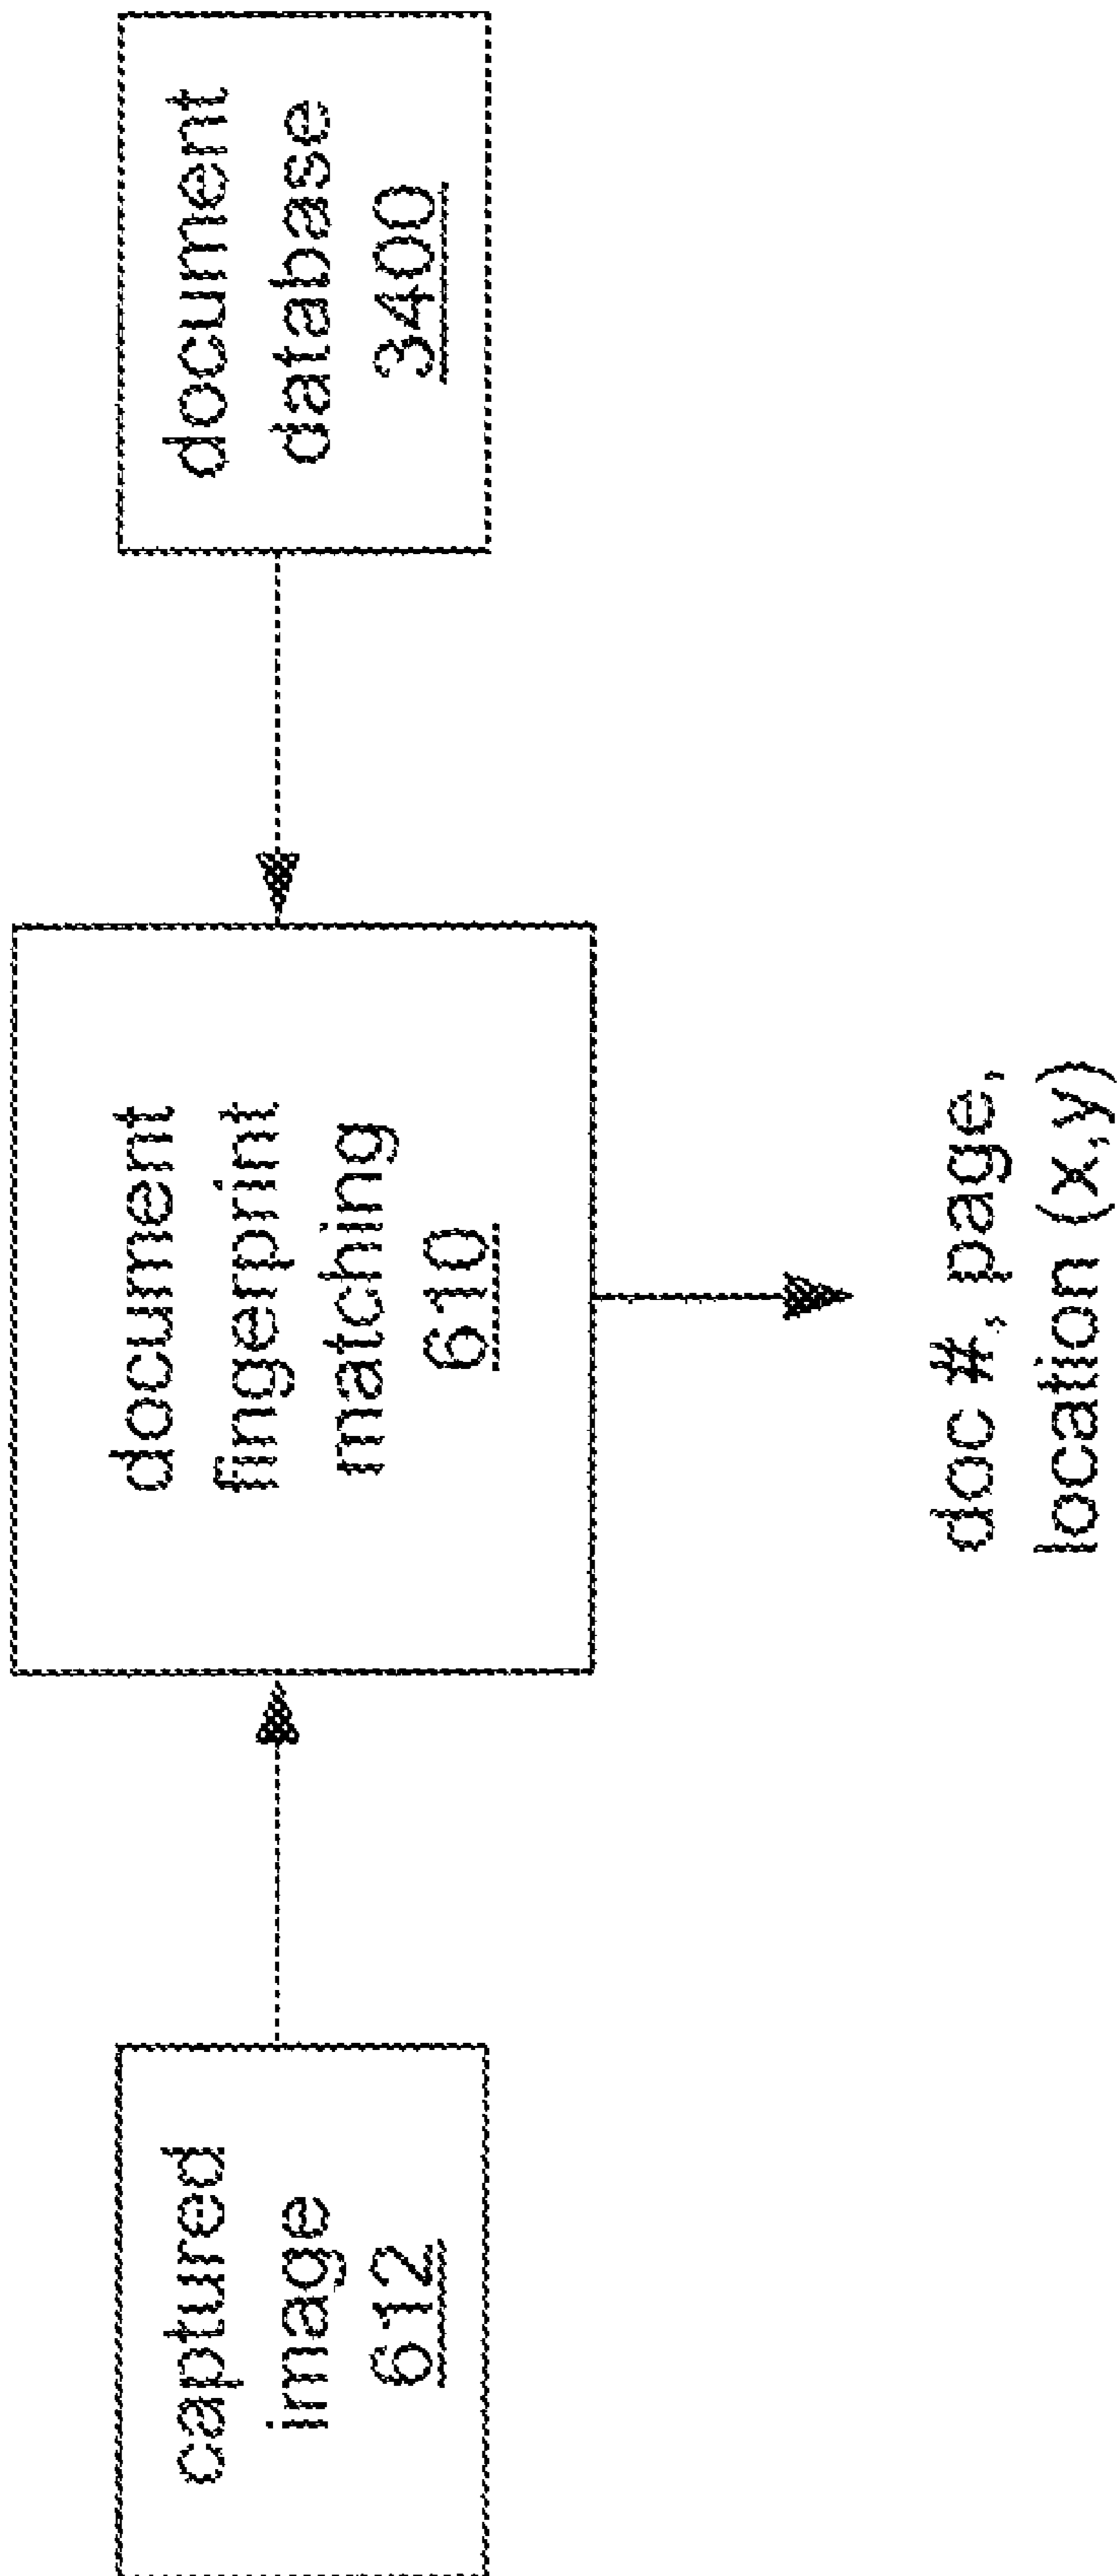 captured
image
612
document
fingerprint
matching
610
document
database
3400
doc #, page,
location (x,y)